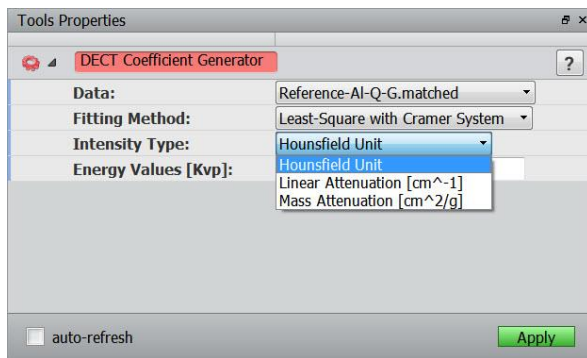 Tools Properties
DECT Coefficient Generator
?
Data: Reference-Al-Q-G.matched
Fitting Method: Least-Square with Cramer System
Intensity Type: Hounsfield Unit
Hounsfield Unit
Energy Values [Kvp]:
Linear Attenuation [cm^-1]
Mass Attenuation [cm^2/g]
auto-refresh
Apply